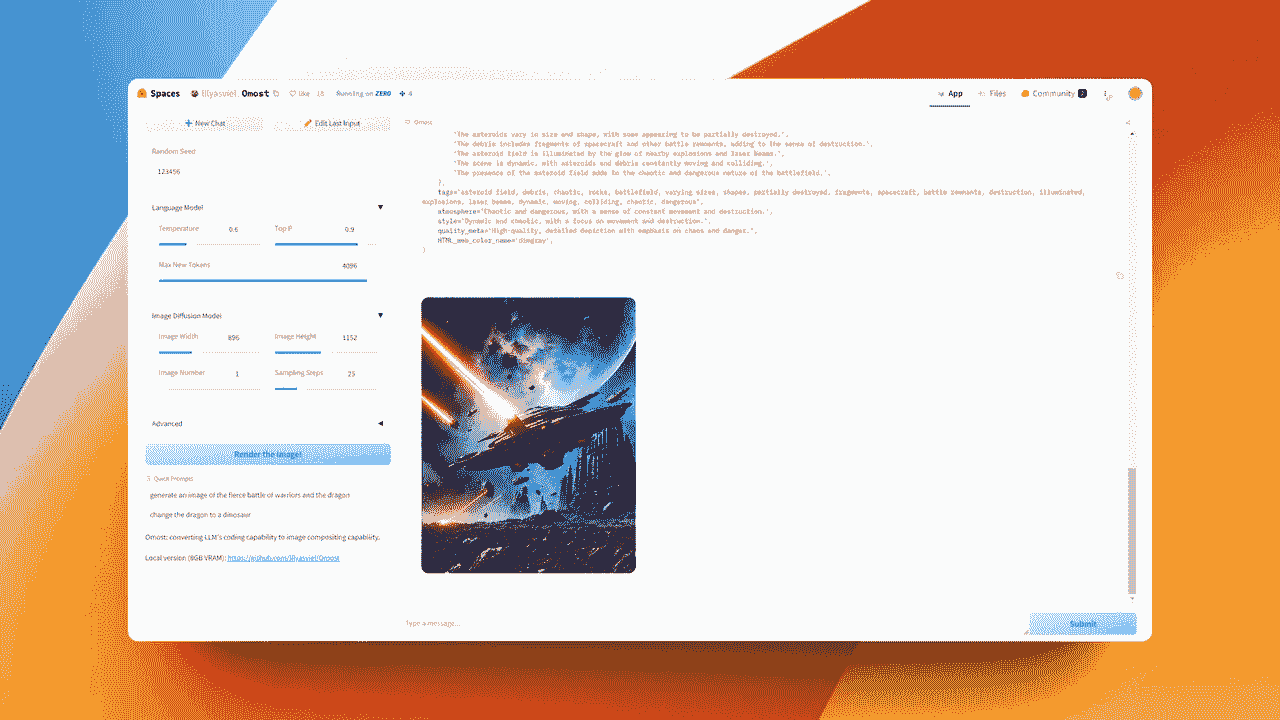 Spaces lllyasviel Omost like Running on ZERO App Files Community
New Chat Edit Last Input Omost
'The asteroids vary in size and shape, with some appearing to be partially destroyed.',
'The debris includes fragments of spacecraft and other battle remnants, adding to the sense of destruction.',
'The asteroid field is illuminated by the glow of nearby explosions and laser beams.',
'The scene is dynamic, with asteroids and debris constantly moving and colliding.',
'The presence of the asteroid field adds to the chaotic and dangerous nature of the battlefield.',
],
tags='asteroid field, debris, chaotic, rocks, battlefield, varying sizes, shapes, partially destroyed, fragments, spacecraft, battle remnants, destruction, illuminated,
explosions, laser beams, dynamic, moving, colliding, chaotic, dangerous',
atmosphere='Chaotic and dangerous, with a sense of constant movement and destruction.',
style='Dynamic and chaotic, with a focus on movement and destruction.',
quality_meta='High-quality, detailed depiction with emphasis on chaos and danger.',
HTML_web_color_name='dimgray',
)
Random Seed
123456
Language Model
Temperature 0.6 Top P 0.9
Max New Tokens 4096
Image Diffusion Model
Image Width 896 Image Height 1152
Image Number 1 Sampling Steps 25
Advanced
Render the Image!
Quick Prompts
generate an image of the fierce battle of warriors and the dragon
change the dragon to a dinosaur
Omost: converting LLM's coding capability to image compositing capability.
Local version (8GB VRAM): https://github.com/lllyasviel/Omost
Type a message...
Submit